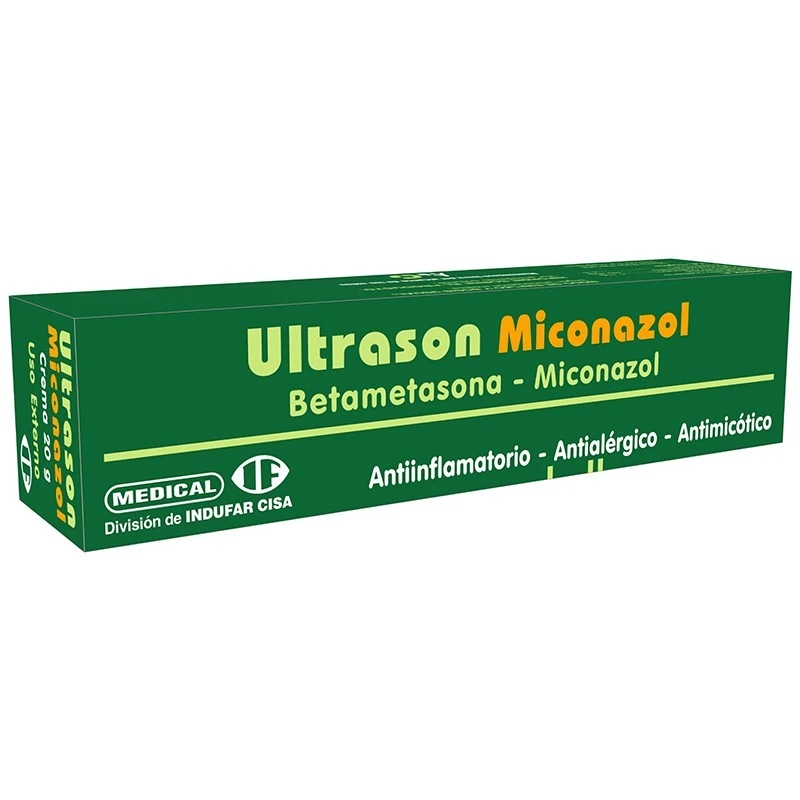 Ultrason Miconazol
Betametasona - Miconazol
Antiinflamatorio - Antialérgico - Antimicótico
MEDICAL
IF
División de INDUFAR CISA
Ultrason
Miconazol
Crema 20 g
Uso Externo
IF